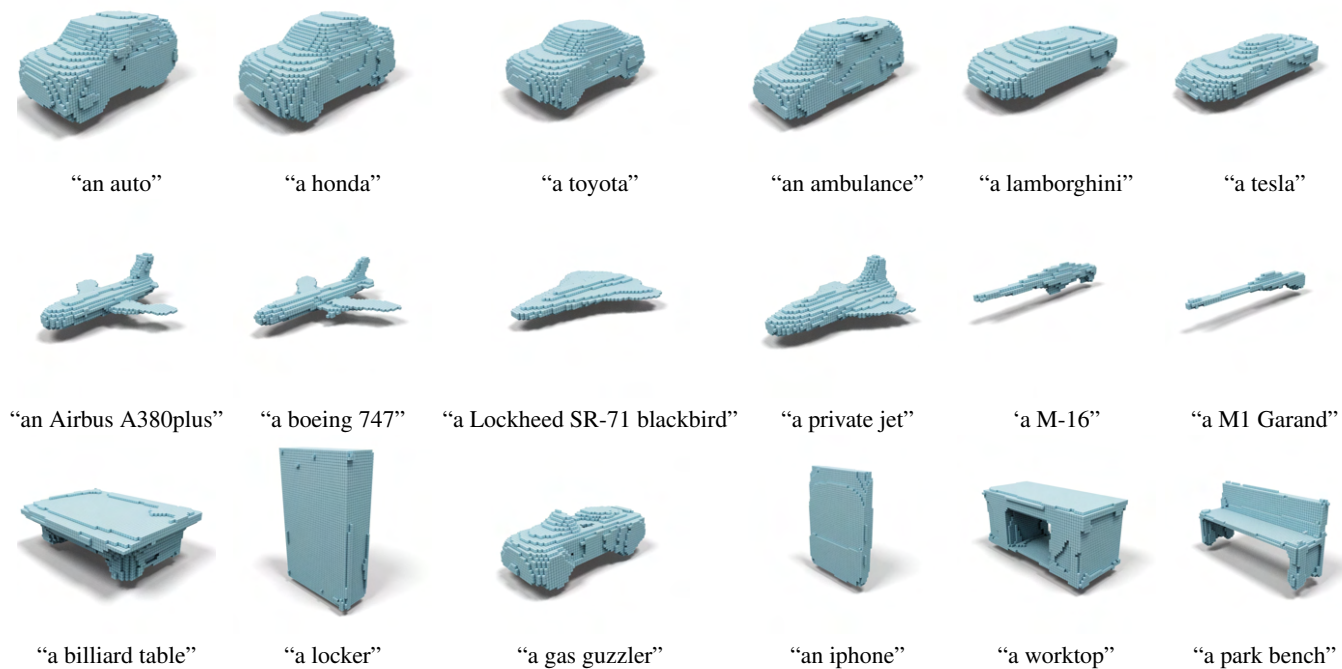 “an auto” “a honda” “a toyota” “an ambulance” “a lamborghini” “a tesla”
“an Airbus A380plus” “a boeing 747” “a Lockheed SR-71 blackbird” “a private jet” ‘a M-16” “a M1 Garand”
“a billiard table” “a locker” “a gas guzzler” “an iphone” “a worktop” “a park bench”